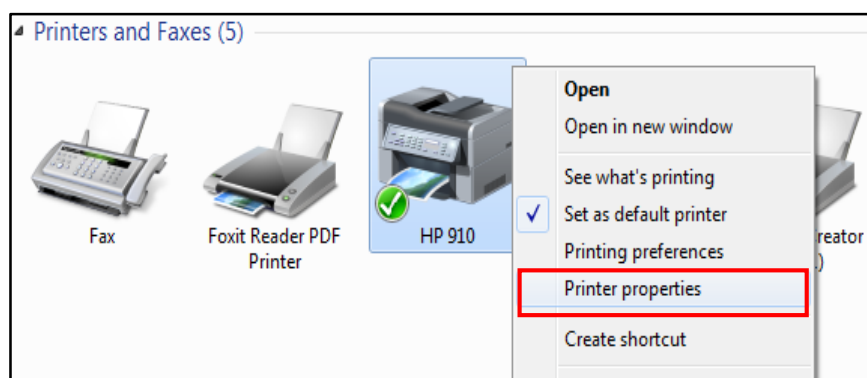 Printers and Faxes (5)
Fax
Foxit Reader PDF
Printer
HP 910
Open
Open in new window
See what's printing
Set as default printer
Printing preferences
Printer properties
Create shortcut
reator